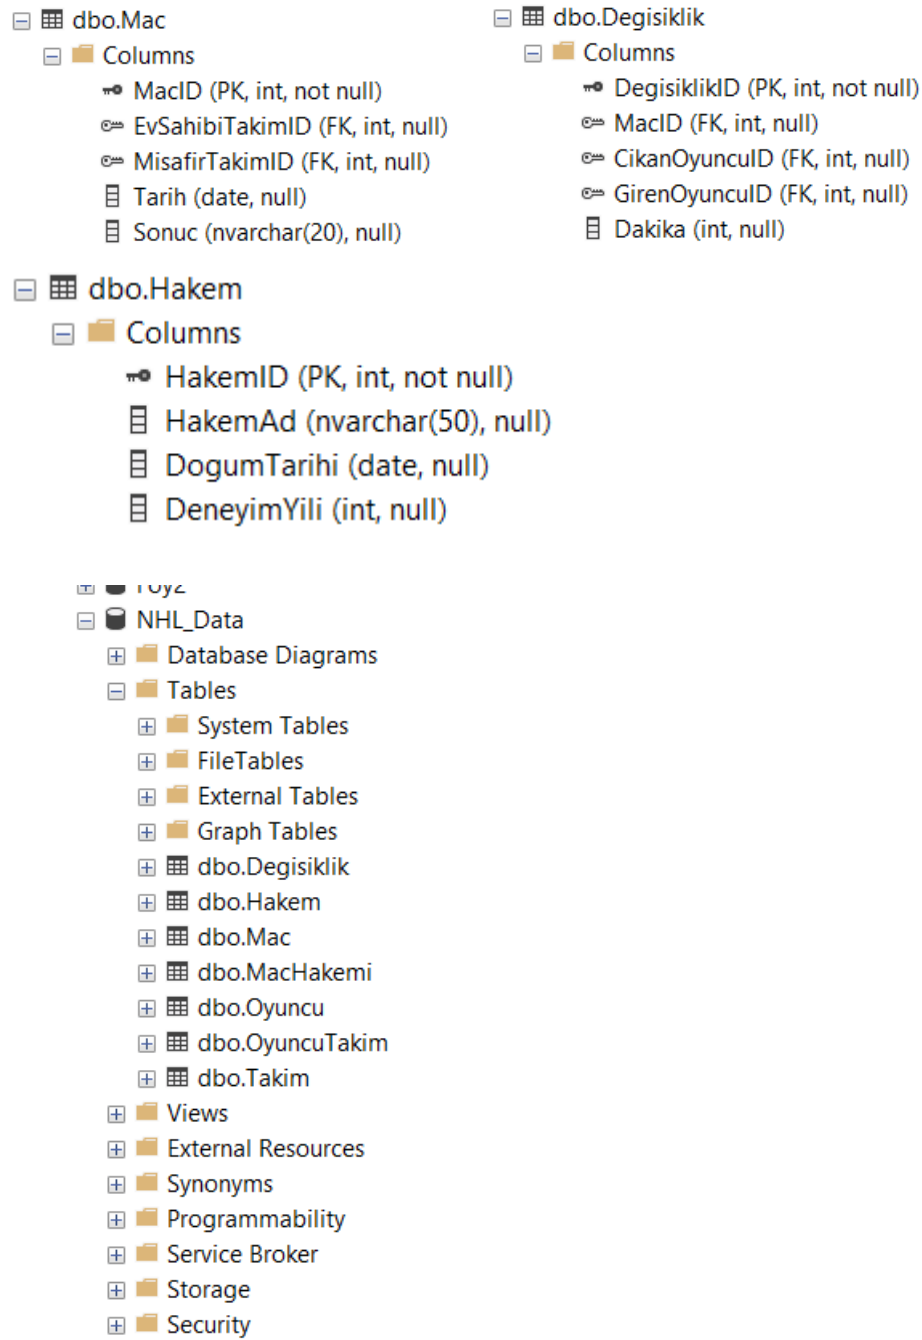 dbo.Mac
Columns
MacID (PK, int, not null)
EvSahibiTakimID (FK, int, null)
MisafirTakimID (FK, int, null)
Tarih (date, null)
Sonuc (nvarchar(20), null)
dbo.Degisiklik
Columns
DegisiklikID (PK, int, not null)
MacID (FK, int, null)
CikanOyuncuID (FK, int, null)
GirenOyuncuID (FK, int, null)
Dakika (int, null)
dbo.Hakem
Columns
HakemID (PK, int, not null)
HakemAd (nvarchar(50), null)
DogumTarihi (date, null)
DeneyimYili (int, null)
NHL_Data
Database Diagrams
Tables
System Tables
FileTables
External Tables
Graph Tables
dbo.Degisiklik
dbo.Hakem
dbo.Mac
dbo.MacHakemi
dbo.Oyuncu
dbo.OyuncuTakim
dbo.Takim
Views
External Resources
Synonyms
Programmability
Service Broker
Storage
Security